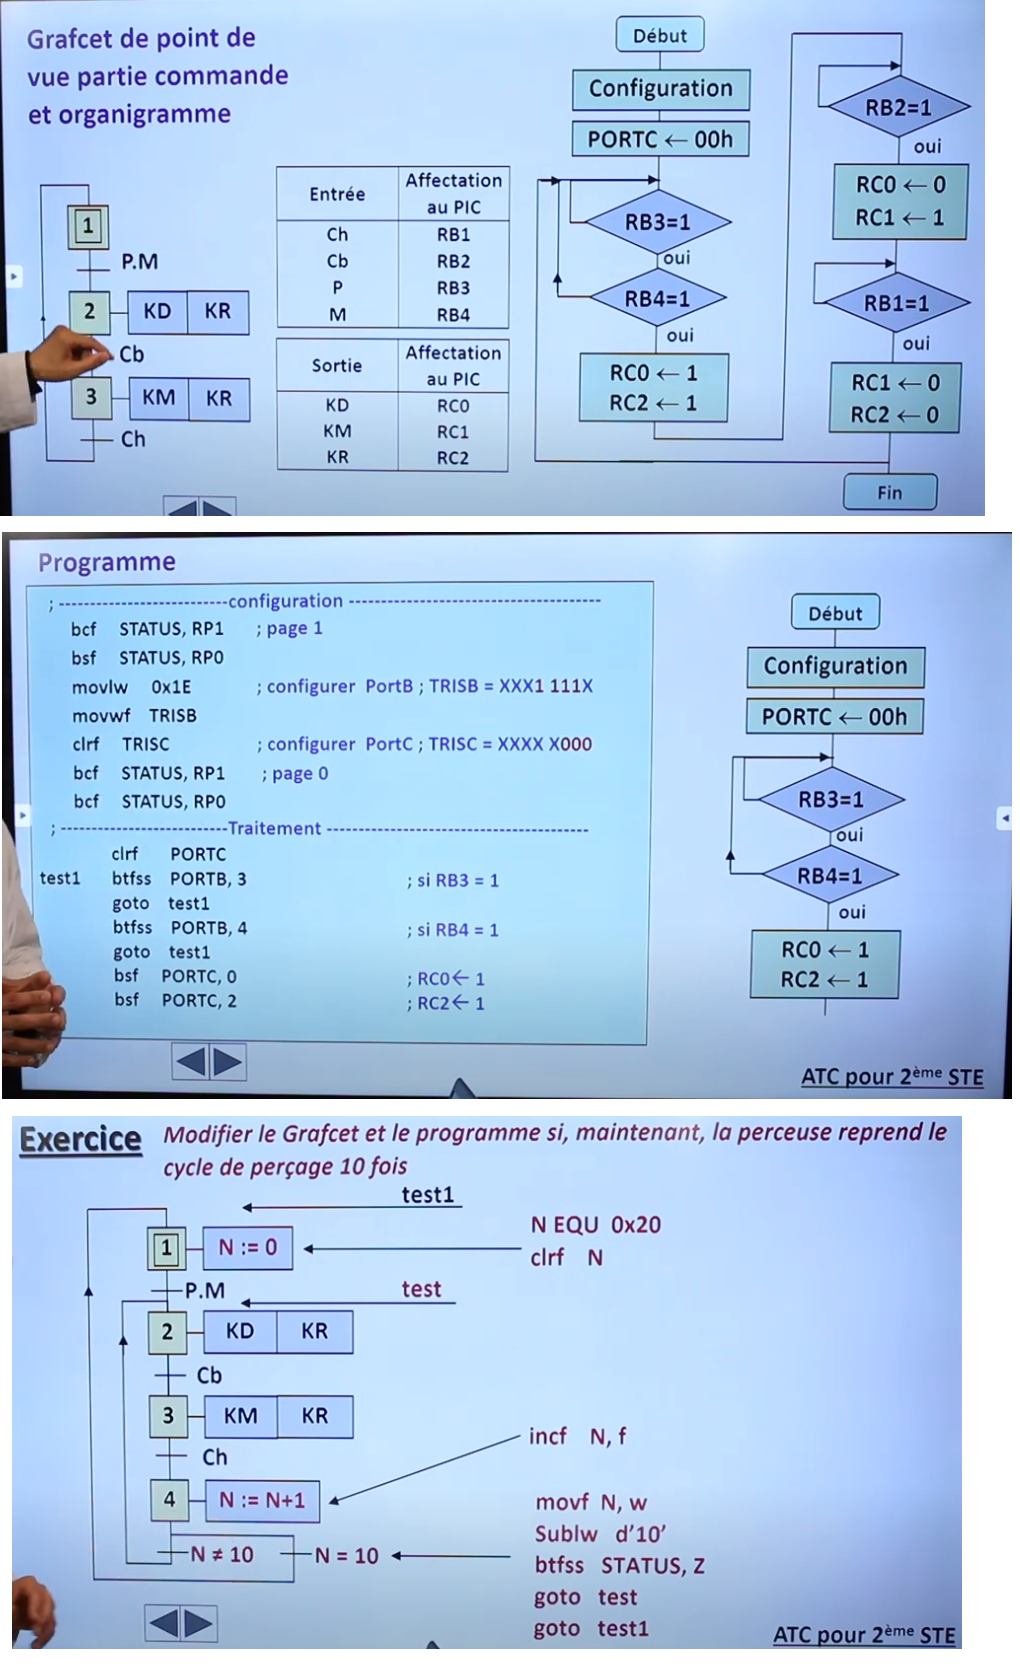 Grafcet de point de
vue partie commande
et organigramme
1
P.M
2 KD KR
Cb
3 KM KR
Ch
Entrée Affectation
au PIC
Ch RB1
Cb RB2
P RB3
M RB4
Sortie Affectation
au PIC
KD RC0
KM RC1
KR RC2
Début
Configuration
PORTC ← 00h
RB3=1
oui
RB4=1
oui
RC0 ← 1
RC2 ← 1
RB2=1
oui
RC0 ← 0
RC1 ← 1
RB1=1
oui
RC1 ← 0
RC2 ← 0
Fin
Programme
; ---------------------------configuration ----------------------------------------
bcf STATUS, RP1 ; page 1
bsf STATUS, RP0
movlw 0x1E ; configurer PortB ; TRISB = XXX1 111X
movwf TRISB
clrf TRISC ; configurer PortC ; TRISC = XXXX X000
bcf STATUS, RP1 ; page 0
bcf STATUS, RP0
; ---------------------------Traitement ------------------------------------------
clrf PORTC
test1 btfss PORTB, 3 ; si RB3 = 1
goto test1
btfss PORTB, 4 ; si RB4 = 1
goto test1
bsf PORTC, 0 ; RC0← 1
bsf PORTC, 2 ; RC2← 1
Début
Configuration
PORTC ← 00h
RB3=1
oui
RB4=1
oui
RC0 ← 1
RC2 ← 1
ATC pour 2ème STE
Exercice Modifier le Grafcet et le programme si, maintenant, la perceuse reprend le
cycle de perçage 10 fois
test1
1 N := 0
N EQU 0x20
clrf N
P.M
test
2 KD KR
Cb
3 KM KR
Ch
incf N, f
4 N := N+1
N ≠ 10 N = 10
movf N, w
Sublw d'10'
btfss STATUS, Z
goto test
goto test1
ATC pour 2ème STE